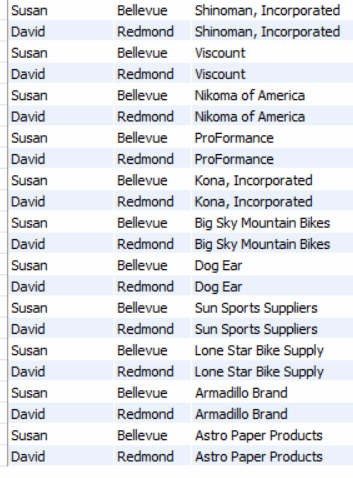 Susan Bellevue Shinoman, Incorporated
David Redmond Shinoman, Incorporated
Susan Bellevue Viscount
David Redmond Viscount
Susan Bellevue Nikoma of America
David Redmond Nikoma of America
Susan Bellevue ProFormance
David Redmond ProFormance
Susan Bellevue Kona, Incorporated
David Redmond Kona, Incorporated
Susan Bellevue Big Sky Mountain Bikes
David Redmond Big Sky Mountain Bikes
Susan Bellevue Dog Ear
David Redmond Dog Ear
Susan Bellevue Sun Sports Suppliers
David Redmond Sun Sports Suppliers
Susan Bellevue Lone Star Bike Supply
David Redmond Lone Star Bike Supply
Susan Bellevue Armadillo Brand
David Redmond Armadillo Brand
Susan Bellevue Astro Paper Products
David Redmond Astro Paper Products